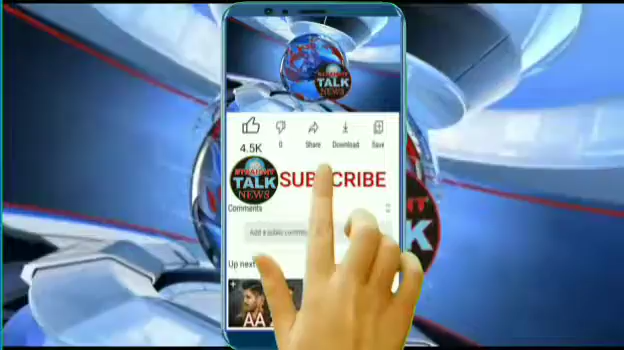 STRAIGHT
TALK
NEWS
4.5K
0
Share
Download
Save
STRAIGHT
TALK
NEWS
SUBSCRIBE
Comments
Add a public comment
Up next
AA